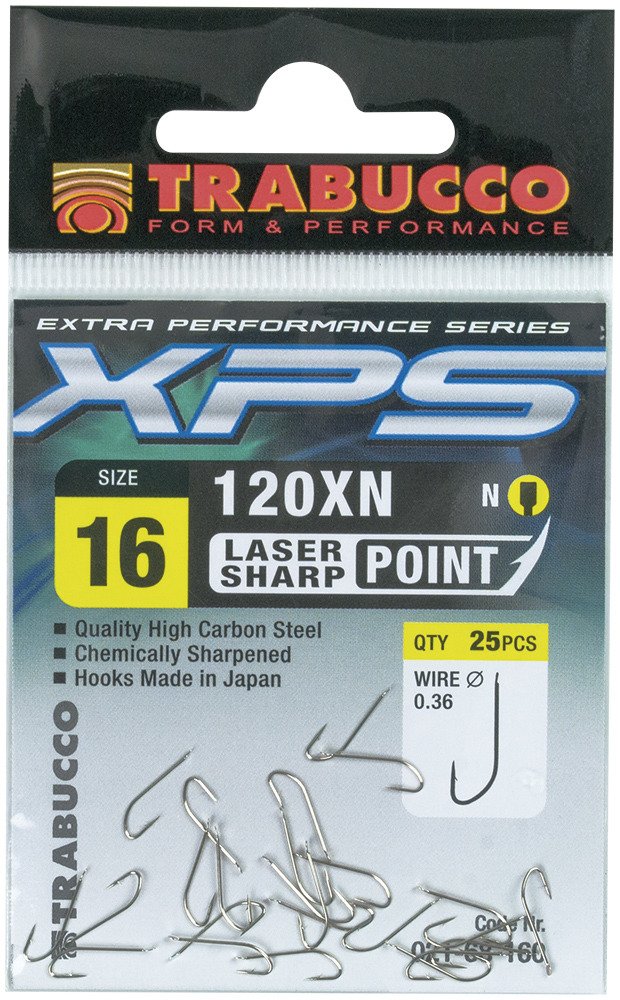 TRABUCCO
FORM & PERFORMANCE
EXTRA PERFORMANCE SERIES
XPS
SIZE
16
120XN
N
LASER
SHARP
POINT
■ Quality High Carbon Steel
■ Chemically Sharpened
■ Hooks Made in Japan
QTY 25PCS
WIRE Ø
0.36
TRABUCCO
Code Nr.